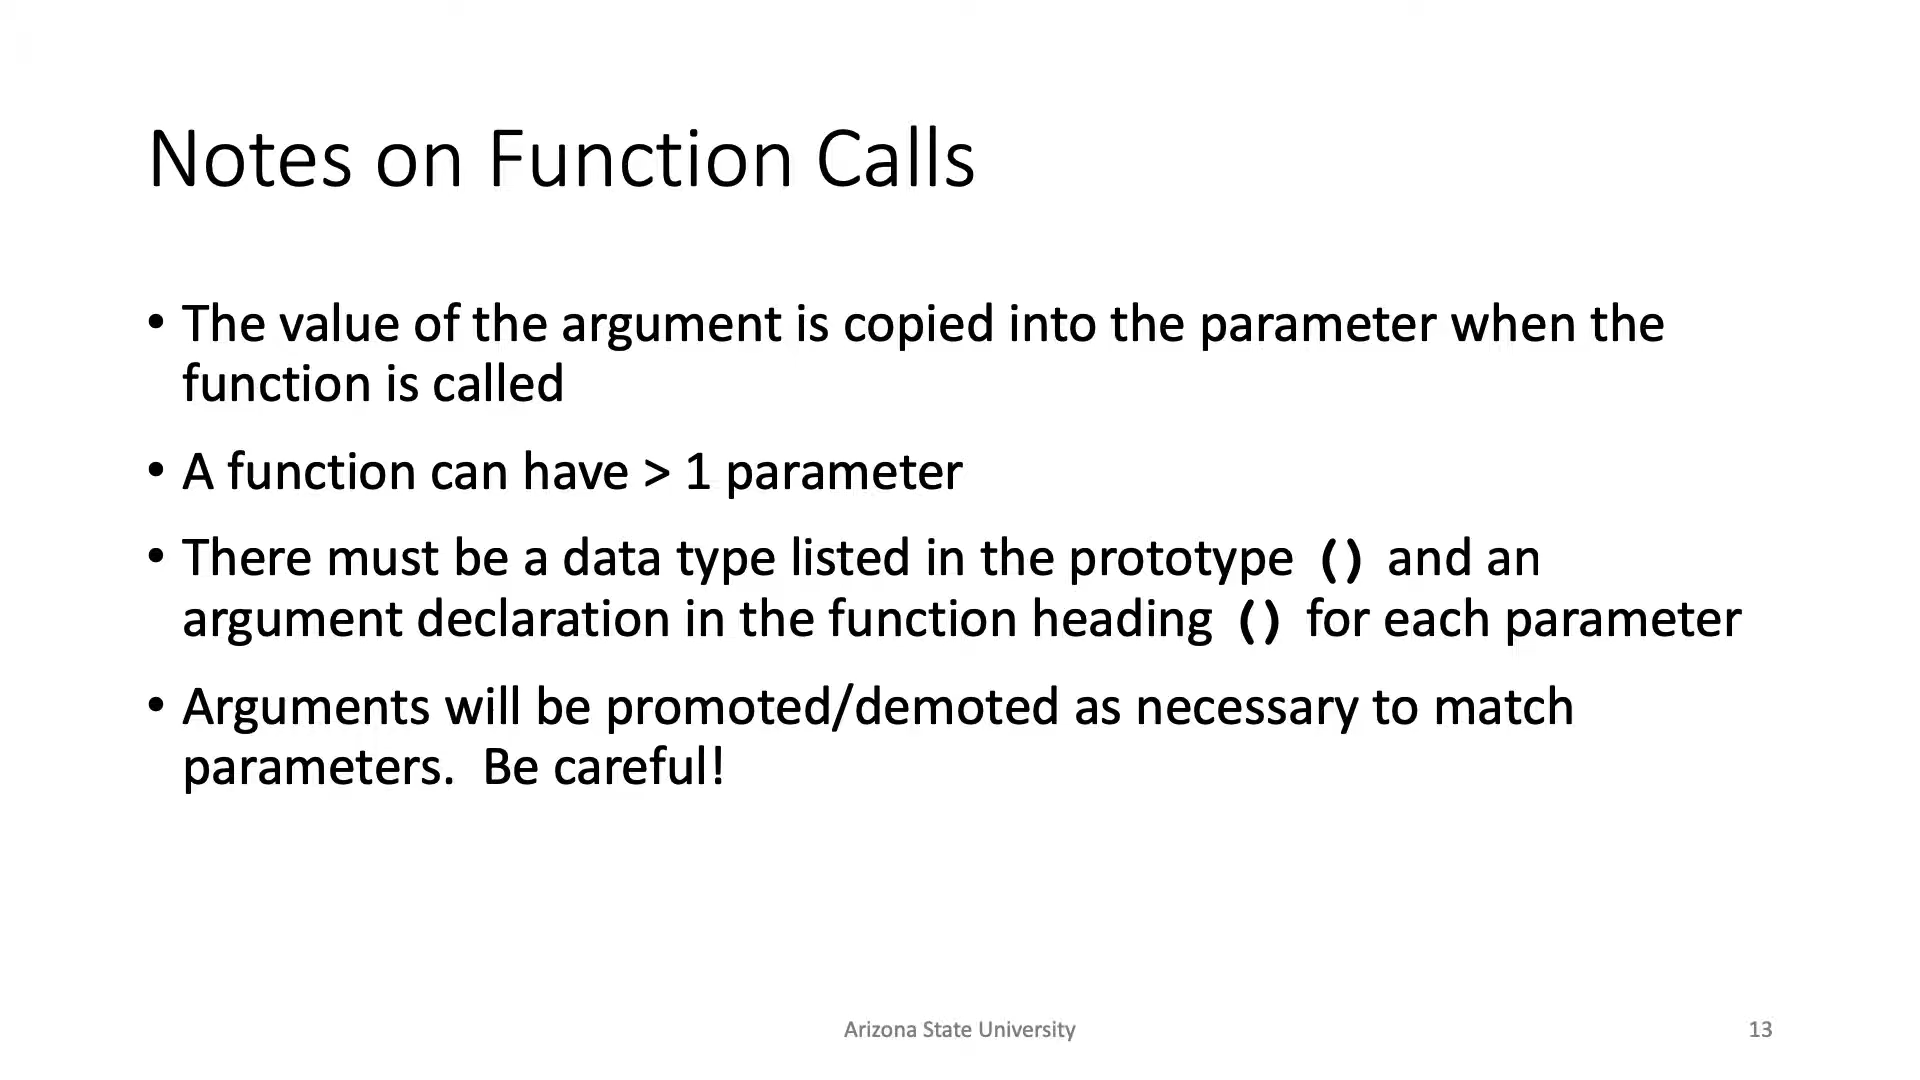 Notes on Function Calls
• The value of the argument is copied into the parameter when the
function is called
• A function can have > 1 parameter
• There must be a data type listed in the prototype () and an
argument declaration in the function heading () for each parameter
• Arguments will be promoted/demoted as necessary to match
parameters.  Be careful!
Arizona State University
13